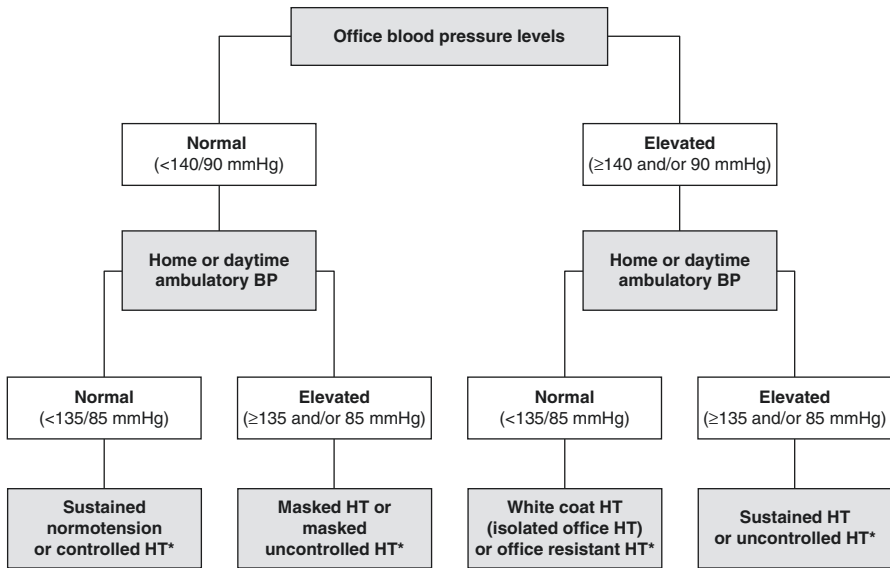 Office blood pressure levels
Normal
(<140/90 mmHg)
Elevated
(≥140 and/or 90 mmHg)
Home or daytime
ambulatory BP
Home or daytime
ambulatory BP
Normal
(<135/85 mmHg)
Elevated
(≥135 and/or 85 mmHg)
Normal
(<135/85 mmHg)
Elevated
(≥135 and/or 85 mmHg)
Sustained
normotension
or controlled HT*
Masked HT or
masked
uncontrolled HT*
White coat HT
(isolated office HT)
or office resistant HT*
Sustained HT
or uncontrolled HT*